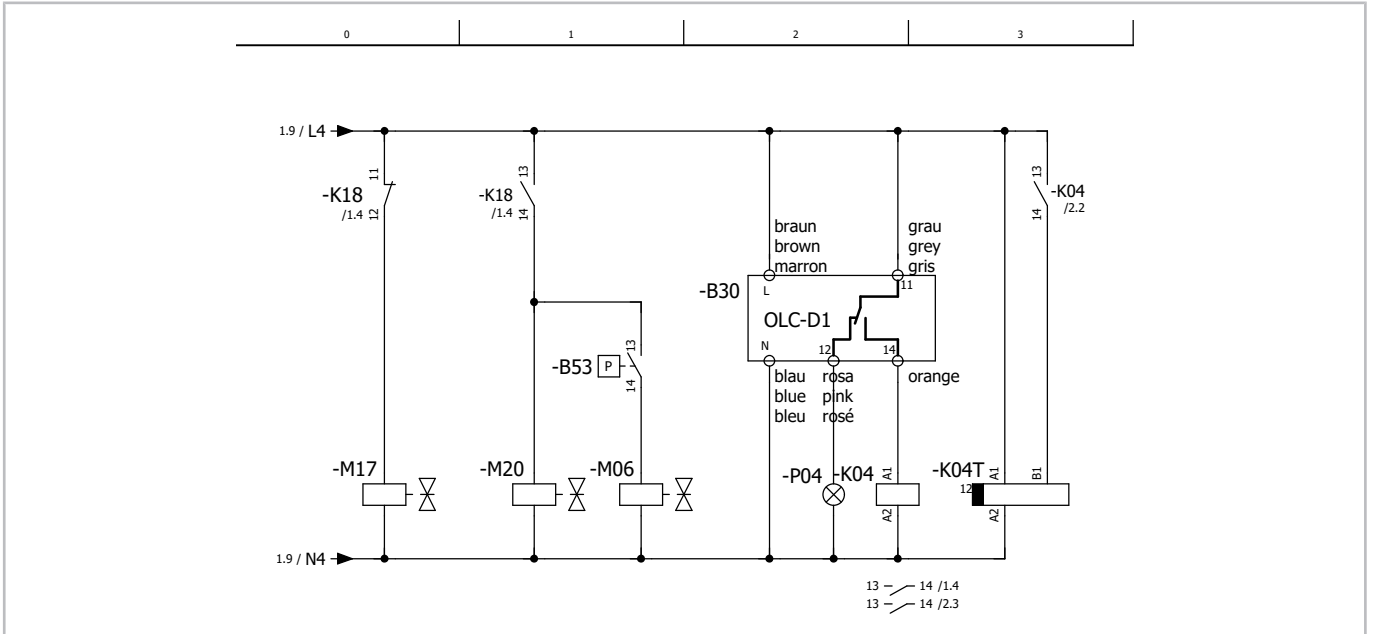 0 1 2 3
1.9 / L4
11
-K18
/1.4
12
13
-K18
/1.4
14
13
-K04
/2.2
14
braun
brown
marron
grau
grey
gris
-B30
L
11
OLC-D1
N
12
14
-B53
P
13
14
blau rosa orange
blue pink
bleu rosé
-M17
-M20
-M06
-P04
-K04
A1
A2
-K04T
12
A1
B1
A2
1.9 / N4
13 14 /1.4
13 14 /2.3